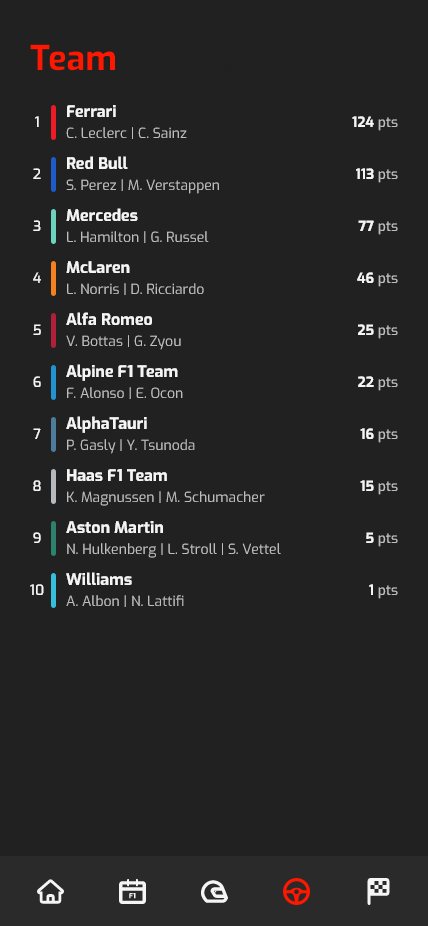 Team
1
Ferrari
C. Leclerc | C. Sainz
124 pts
2
Red Bull
S. Perez | M. Verstappen
113 pts
3
Mercedes
L. Hamilton | G. Russel
77 pts
4
McLaren
L. Norris | D. Ricciardo
46 pts
5
Alfa Romeo
V. Bottas | G. Zyou
25 pts
6
Alpine F1 Team
F. Alonso | E. Ocon
22 pts
7
AlphaTauri
P. Gasly | Y. Tsunoda
16 pts
8
Haas F1 Team
K. Magnussen | M. Schumacher
15 pts
9
Aston Martin
N. Hulkenberg | L. Stroll | S. Vettel
5 pts
10
Williams
A. Albon | N. Lattifi
1 pts
F1